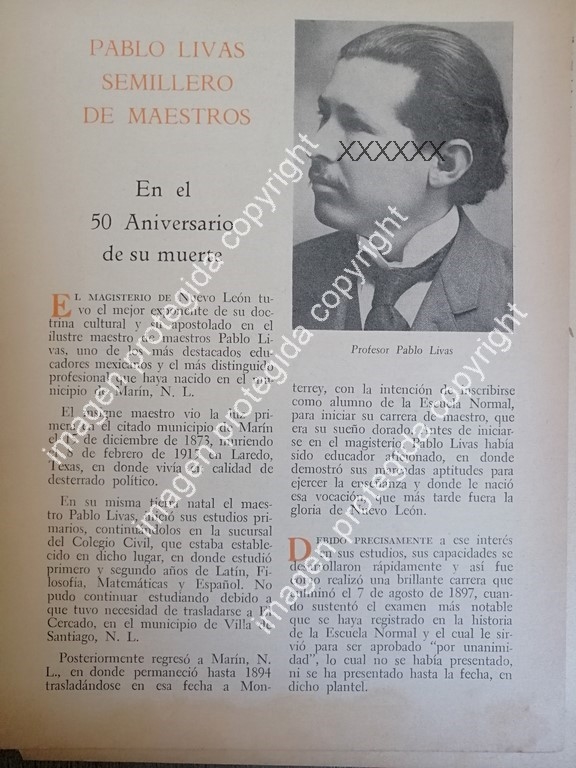 PABLO LIVAS
SEMILLERO
DE MAESTROS
En el
50 Aniversario
de su muerte
XXXXXX
Profesor Pablo Livas
EL MAGISTERIO DE Nuevo León tu-
vo el mejor exponente de su doc-
trina cultural y su apostolado en el
ilustre maestro de maestros Pablo Li-
vas, uno de los más destacados edu-
cadores mexicanos y el más distinguido
profesional que haya nacido en el mu-
nicipio de Marín, N. L.
El insigne maestro vio la luz pri-
mera en el citado municipio de Marín
el de diciembre de 1873, muriendo
de febrero de 1915 en Laredo,
Texas, en donde vivía en calidad de
desterrado político.
En su misma tierra natal el maes-
tro Pablo Livas, inició sus estudios pri-
marios, continuándolos en la sucursal
del Colegio Civil, que estaba estable-
cido en dicho lugar, en donde estudió
primero y segundo años de Latín, Fi-
losofía, Matemáticas y Español. No
pudo continuar estudiando debido a
que tuvo necesidad de trasladarse a El
Cercado, en el municipio de Villa de
Santiago, N. L.
Posteriormente regresó a Marín, N.
L., en donde permaneció hasta 1894
trasladándose en esa fecha a Mon-
terrey, con la intención de inscribirse
como alumno de la Escuela Normal,
para iniciar su carrera de maestro, que
era su sueño dorado. Antes de iniciar-
se en el magisterio, Pablo Livas había
sido educador aficionado, en donde
demostró sus marcadas aptitudes para
ejercer la enseñanza y donde le nació
esa vocación que más tarde fuera la
gloria de Nuevo León.
DEBIDO PRECISAMENTE a ese interés
en sus estudios, sus capacidades se
desarrollaron rápidamente y así fue
como realizó una brillante carrera que
culminó el 7 de agosto de 1897, cuan-
do sustentó el examen más notable
que se haya registrado en la historia
de la Escuela Normal y el cual le sir-
vió para ser aprobado "por unanimi-
dad", lo cual no se había presentado,
ni se ha presentado hasta la fecha, en
dicho plantel.
imagen protegida copyright
imagen protegida copyright
imagen protegida copyright